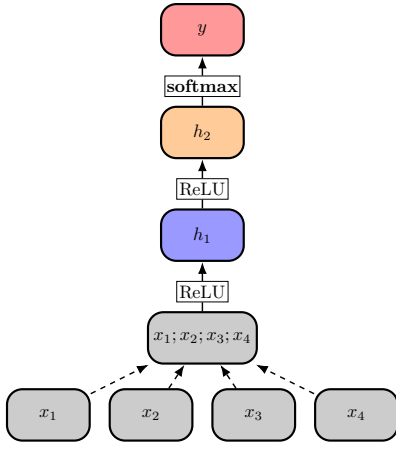 y
softmax
h₂
ReLU
h₁
ReLU
x₁; x₂; x₃; x₄
x₁ x₂ x₃ x₄